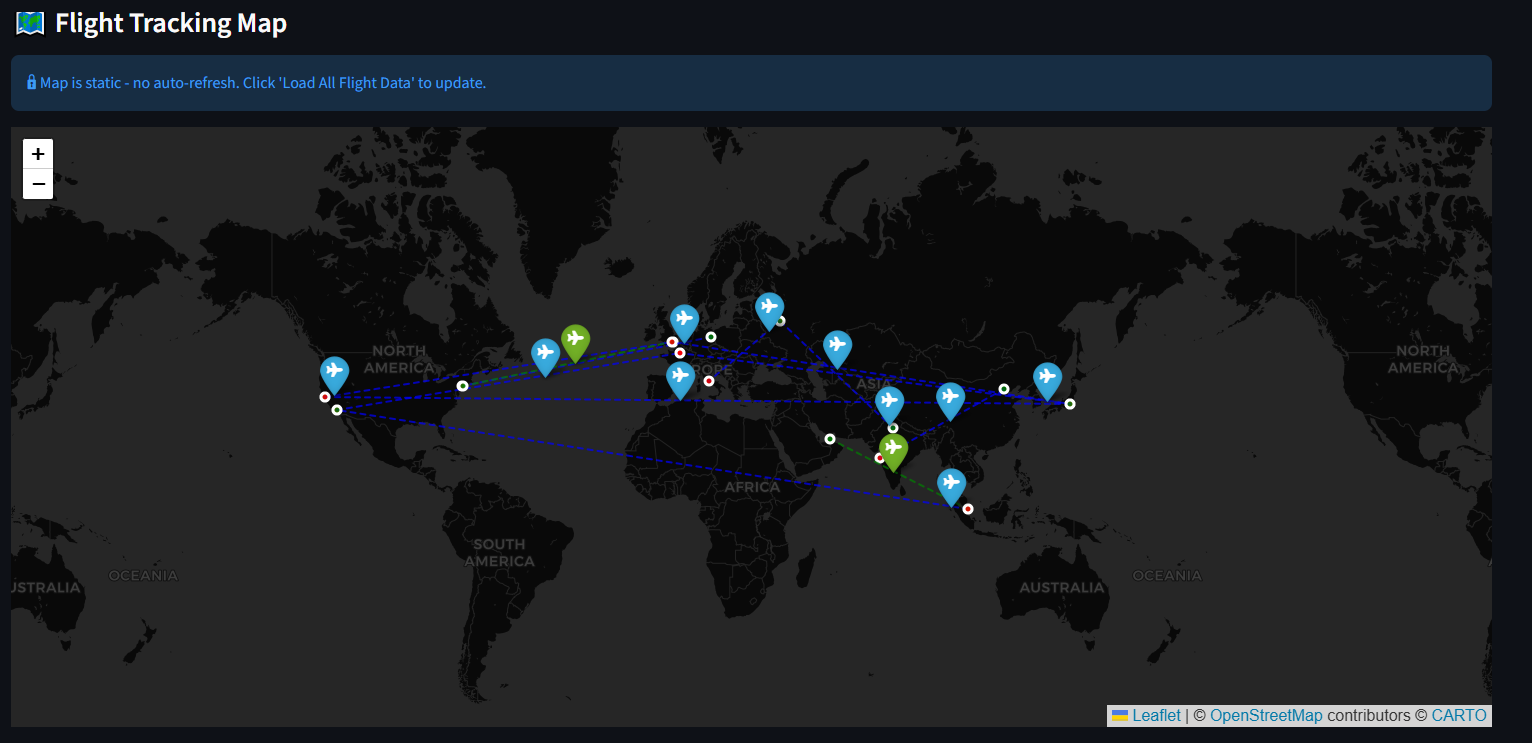 Flight Tracking Map
Map is static - no auto-refresh. Click 'Load All Flight Data' to update.
+
−
NORTH
AMERICA
OPE
ASIA
NORTH
AMERICA
AFRICA
SOUTH
AMERICA
OCEANIA
USTRALIA
AUSTRALIA
OCEANIA
Leaflet | © OpenStreetMap contributors © CARTO